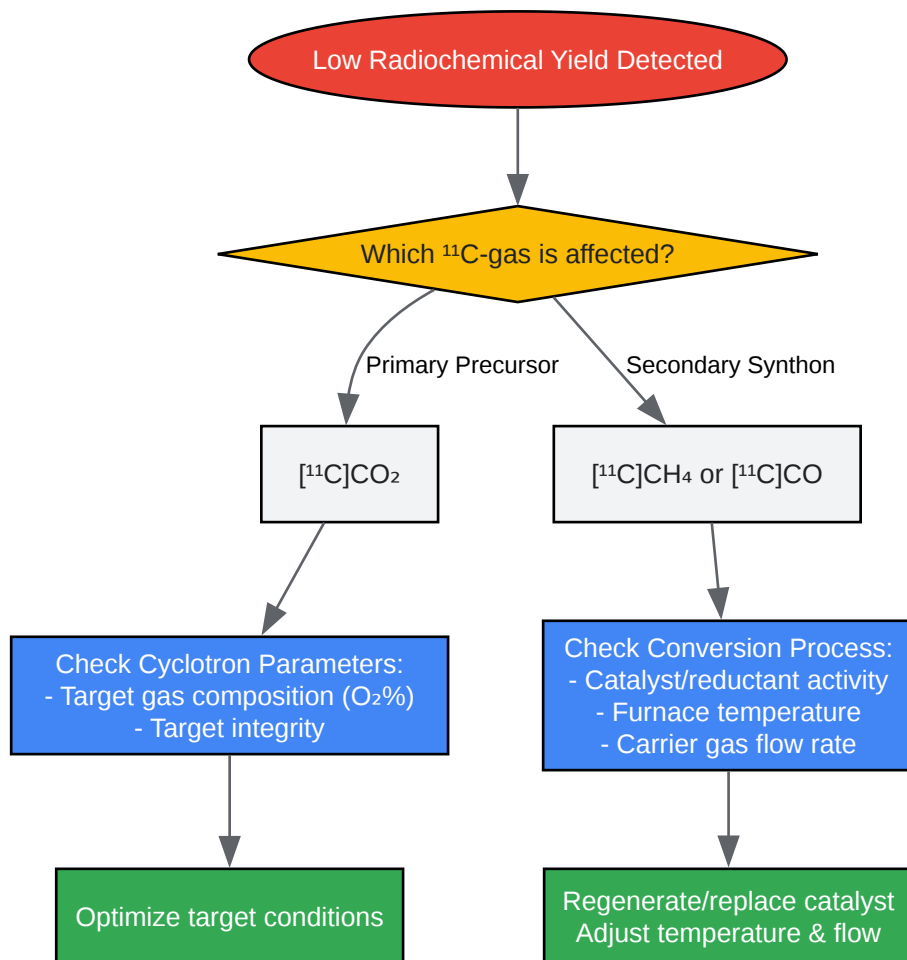 Low Radiochemical Yield Detected
Which ¹¹C-gas is affected?
Primary Precursor
Secondary Synthon
[¹¹C]CO₂
[¹¹C]CH₄ or [¹¹C]CO
Check Cyclotron Parameters:
- Target gas composition (O₂%)
- Target integrity
Check Conversion Process:
- Catalyst/reductant activity
- Furnace temperature
- Carrier gas flow rate
Optimize target conditions
Regenerate/replace catalyst
Adjust temperature & flow